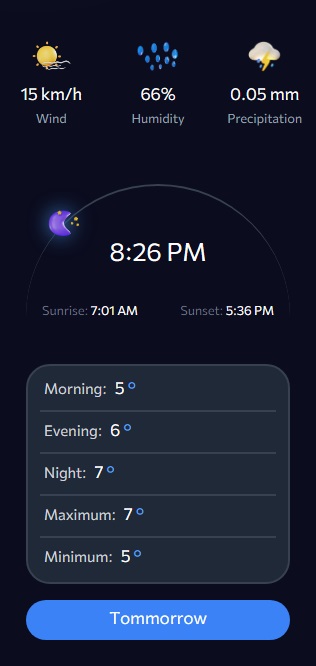 15 km/h 66% 0.05 mm
Wind Humidity Precipitation
8:26 PM
Sunrise: 7:01 AM Sunset: 5:36 PM
Morning: 5°
Evening: 6°
Night: 7°
Maximum: 7°
Minimum: 5°
Tommorrow